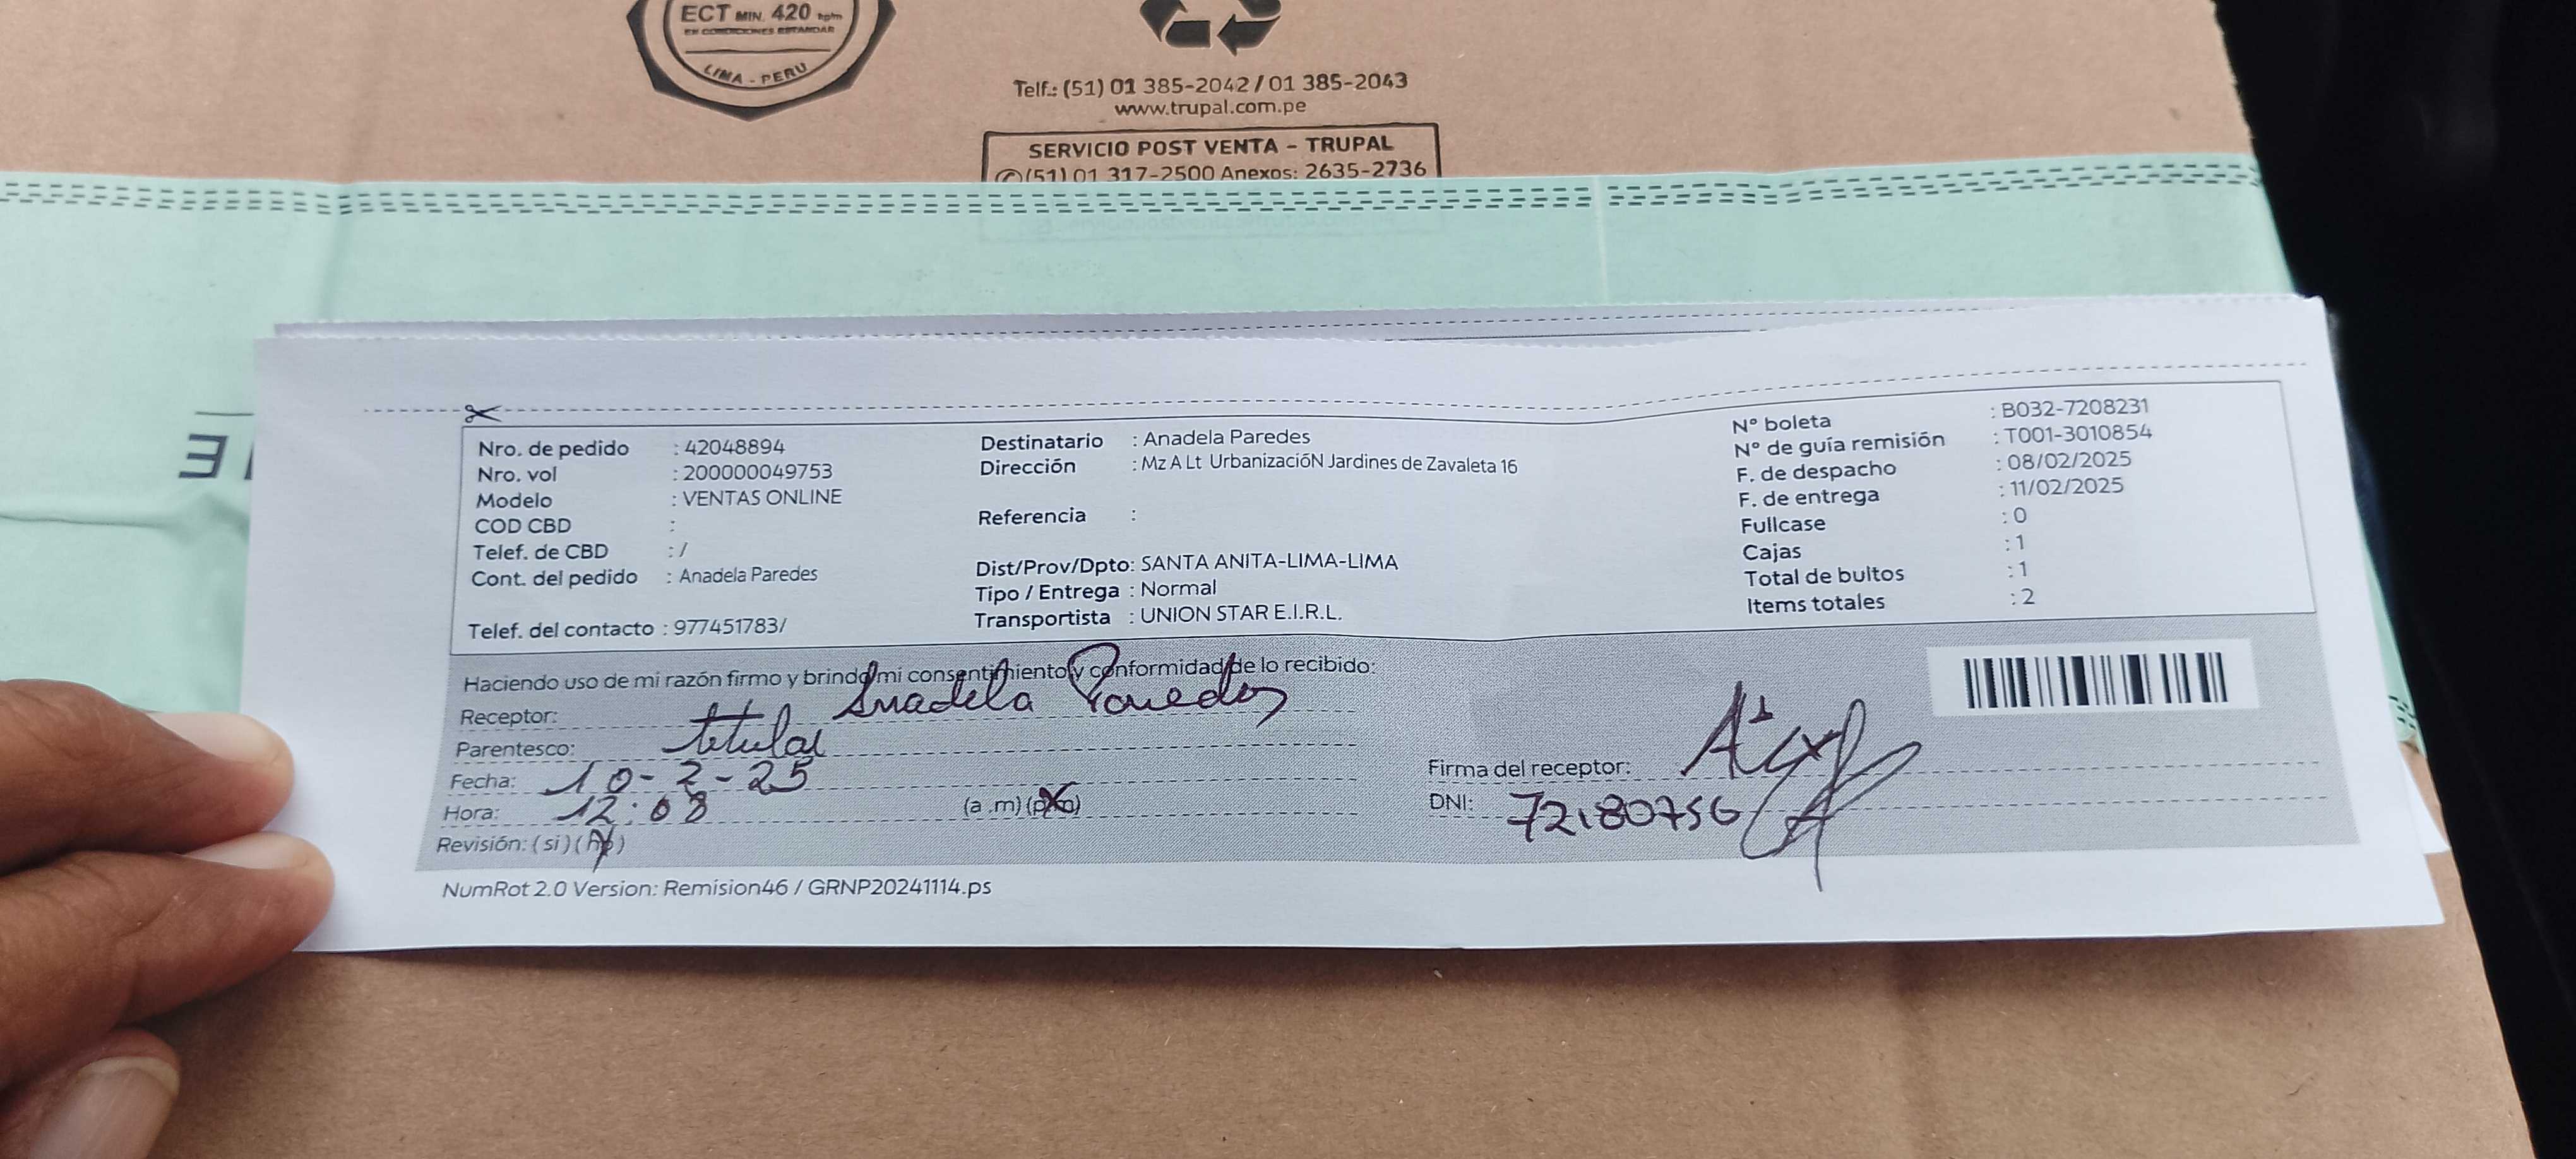 ECT MIN. 420 hpm
EN CONDICIONES ESTANDAR
LIMA - PERU
Telf.: (51) 01 385-2042 / 01 385-2043
www.trupal.com.pe
SERVICIO POST VENTA - TRUPAL
(51) 01 317-2500 Anexos: 2635-2736
Nro. de pedido : 42048894
Nro. vol : 200000049753
Modelo : VENTAS ONLINE
COD CBD :
Telef. de CBD : /
Cont. del pedido : Anadela Paredes
Telef. del contacto : 977451783/
Destinatario : Anadela Paredes
Dirección : Mz A Lt UrbanizacióN Jardines de Zavaleta 16
Referencia :
Dist/Prov/Dpto: SANTA ANITA-LIMA-LIMA
Tipo / Entrega : Normal
Transportista : UNION STAR E.I.R.L.
N° boleta : B032-7208231
N° de guía remisión : T001-3010854
F. de despacho : 08/02/2025
F. de entrega : 11/02/2025
Fullcase : 0
Cajas : 1
Total de bultos : 1
Items totales : 2
Haciendo uso de mi razón firmo y brindo mi consentimiento y conformidad de lo recibido:
Receptor: Anadela Paredes
Parentesco: titular
Fecha: 10-2-25
Hora: 12:08 (a .m) (p.m)
Revisión: (si) (no)
Firma del receptor:
DNI: 72180756
NumRot 2.0 Version: Remision46 / GRNP20241114.ps